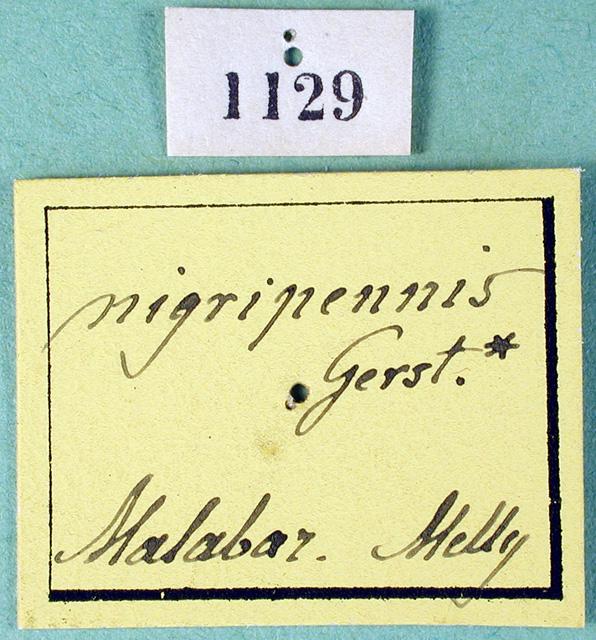 1129
nigripennis
Gerst.*
Malabar. Melly